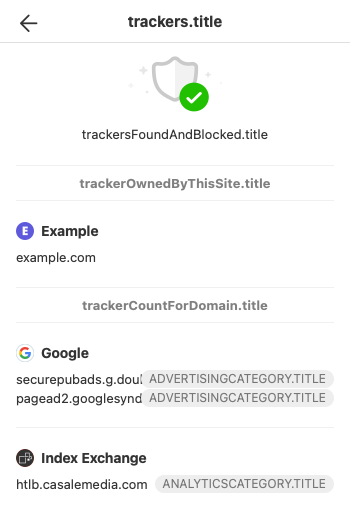 trackers.title
trackersFoundAndBlocked.title
trackerOwnedByThisSite.title
E Example
example.com
trackerCountForDomain.title
G Google
securepubads.g.dou ADVERTISINGCATEGORY.TITLE
pagead2.googlesynd ADVERTISINGCATEGORY.TITLE
Index Exchange
htlb.casalemedia.com ANALYTICSCATEGORY.TITLE